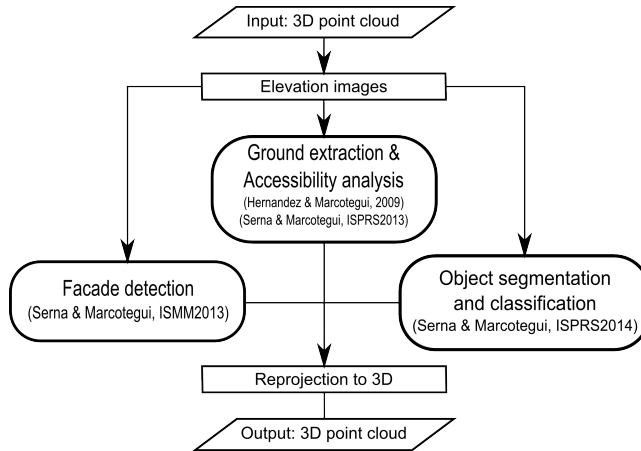 Input: 3D point cloud
Elevation images
Ground extraction &
Accessibility analysis
(Hernandez & Marcotegui, 2009)
(Serna & Marcotegui, ISPRS2013)
Facade detection
(Serna & Marcotegui, ISMM2013)
Object segmentation
and classification
(Serna & Marcotegui, ISPRS2014)
Reprojection to 3D
Output: 3D point cloud